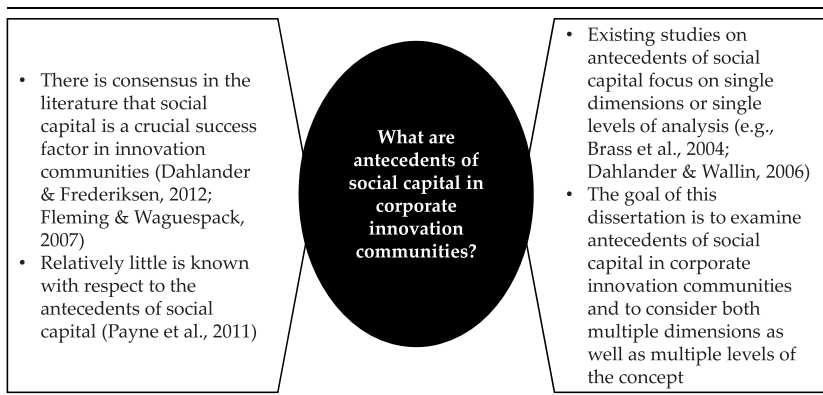 • There is consensus in the
literature that social
capital is a crucial success
factor in innovation
communities (Dahlander
& Frederiksen, 2012;
Fleming & Waguespack,
2007)
• Relatively little is known
with respect to the
antecedents of social
capital (Payne et al., 2011)
What are
antecedents of
social capital in
corporate
innovation
communities?
• Existing studies on
antecedents of social
capital focus on single
dimensions or single
levels of analysis (e.g.,
Brass et al., 2004;
Dahlander & Wallin, 2006)
• The goal of this
dissertation is to examine
antecedents of social
capital in corporate
innovation communities
and to consider both
multiple dimensions as
well as multiple levels of
the concept